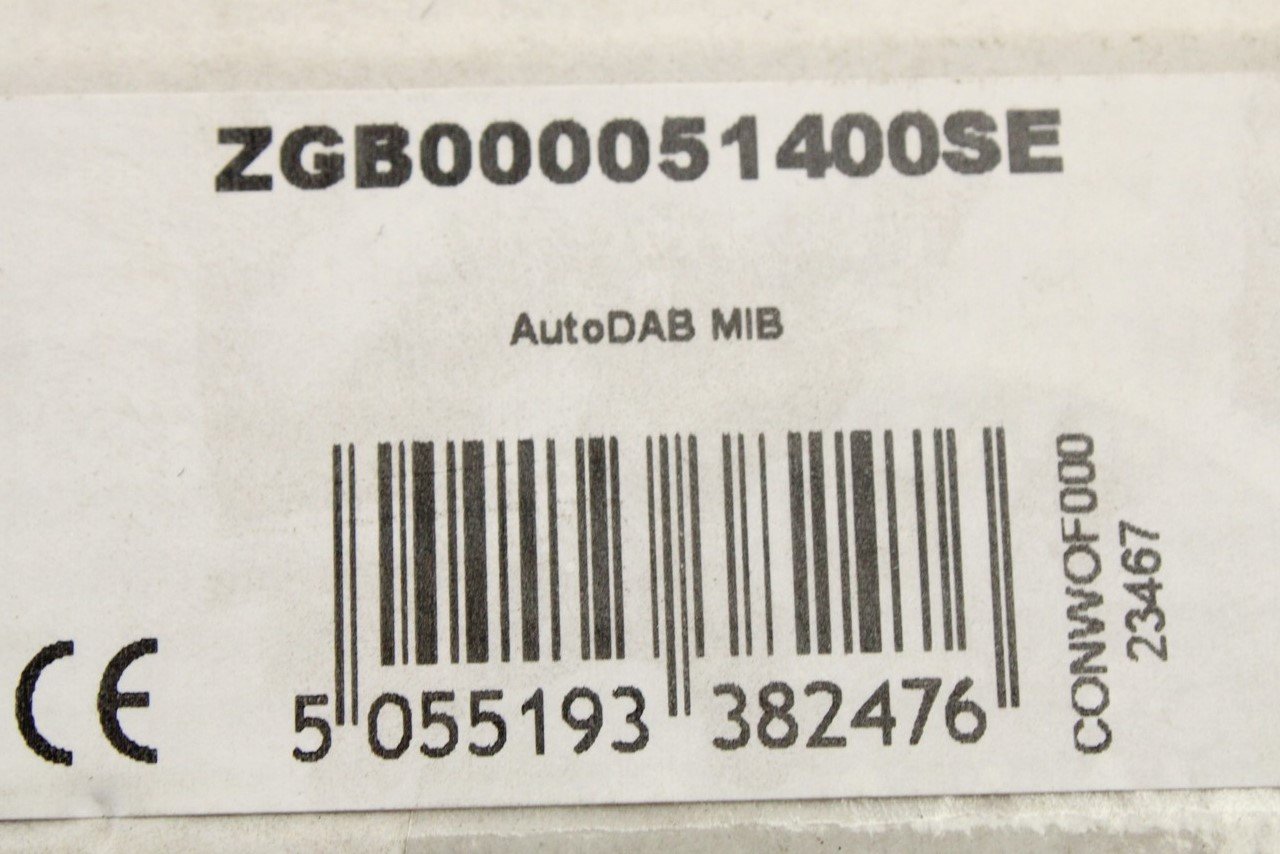 ZGB000051400SE
AutoDAB MIB
5 055193 382476
CONWOF000
23467
CE